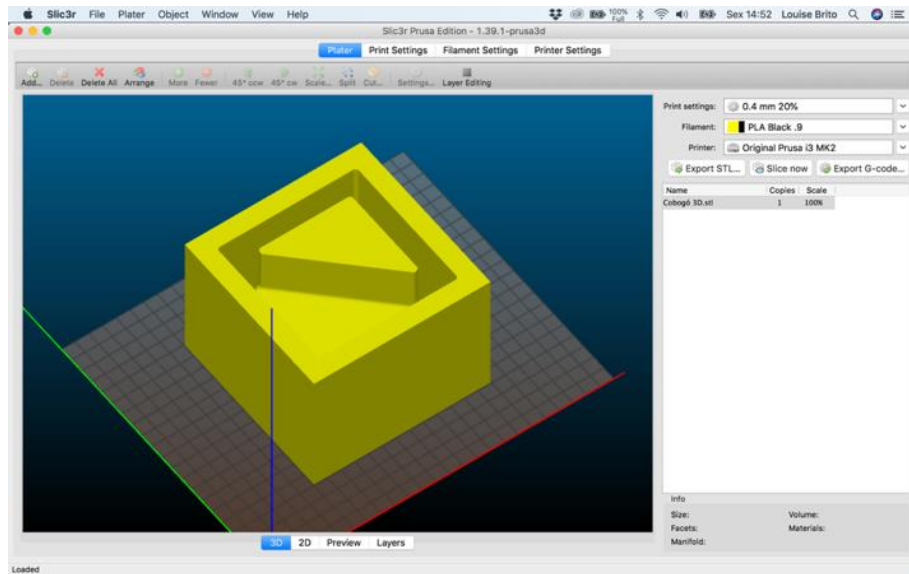 Slic3r File Plater Object Window View Help 100% Full Sex 14:52 Louise Brito
Slic3r Prusa Edition - 1.39.1-prusa3d
Plater Print Settings Filament Settings Printer Settings
Add... Delete Delete All Arrange More Fewer 45° ccw 45° cw Scale... Split Cut... Settings... Layer Editing
Print settings: 0.4 mm 20%
Filament: PLA Black .9
Printer: Original Prusa i3 MK2
Export STL... Slice now Export G-code...
Name Copies Scale
Cobogó 3D.stl 1 100%
Info
Size: Volume:
Facets: Materials:
Manifold:
3D 2D Preview Layers
Loaded